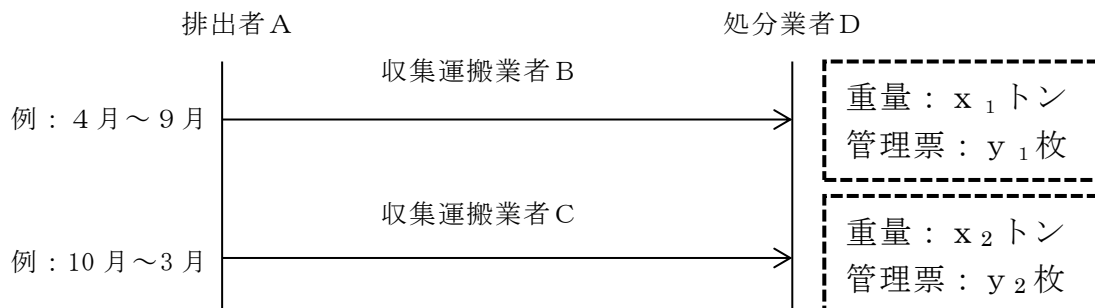 排出者A
処分業者D
収集運搬業者B
例：４月～９月
重量：ｘ₁トン
管理票：ｙ₁枚
収集運搬業者C
例：10月～3月
重量：ｘ₂トン
管理票：ｙ₂枚